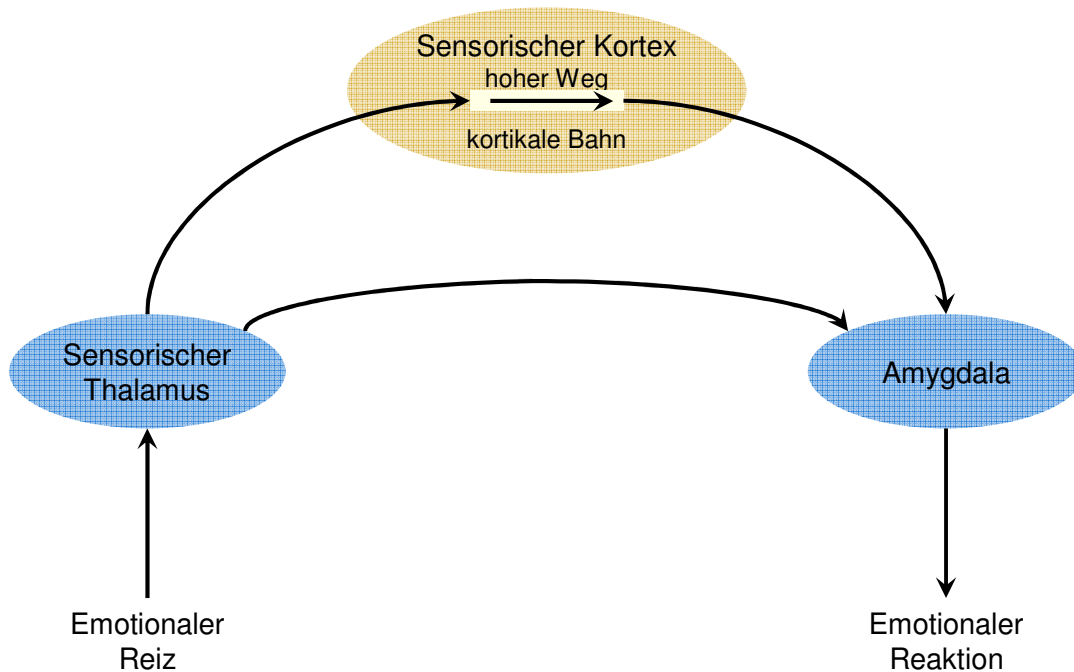 Sensorischer Kortex
hoher Weg
kortikale Bahn
Sensorischer
Thalamus
Amygdala
Emotionaler
Reiz
Emotionaler
Reaktion